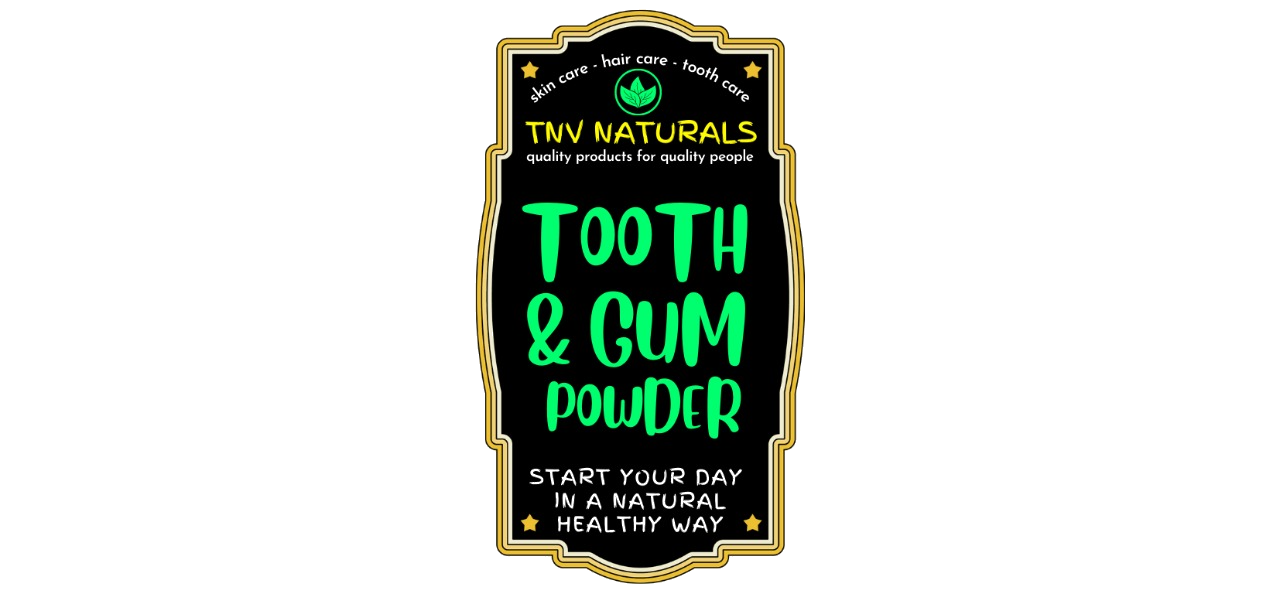 skin care - hair care - tooth care
TNV NATURALS
quality products for quality people
TOOTH
& GUM
POWDER
START YOUR DAY
IN A NATURAL
HEALTHY WAY